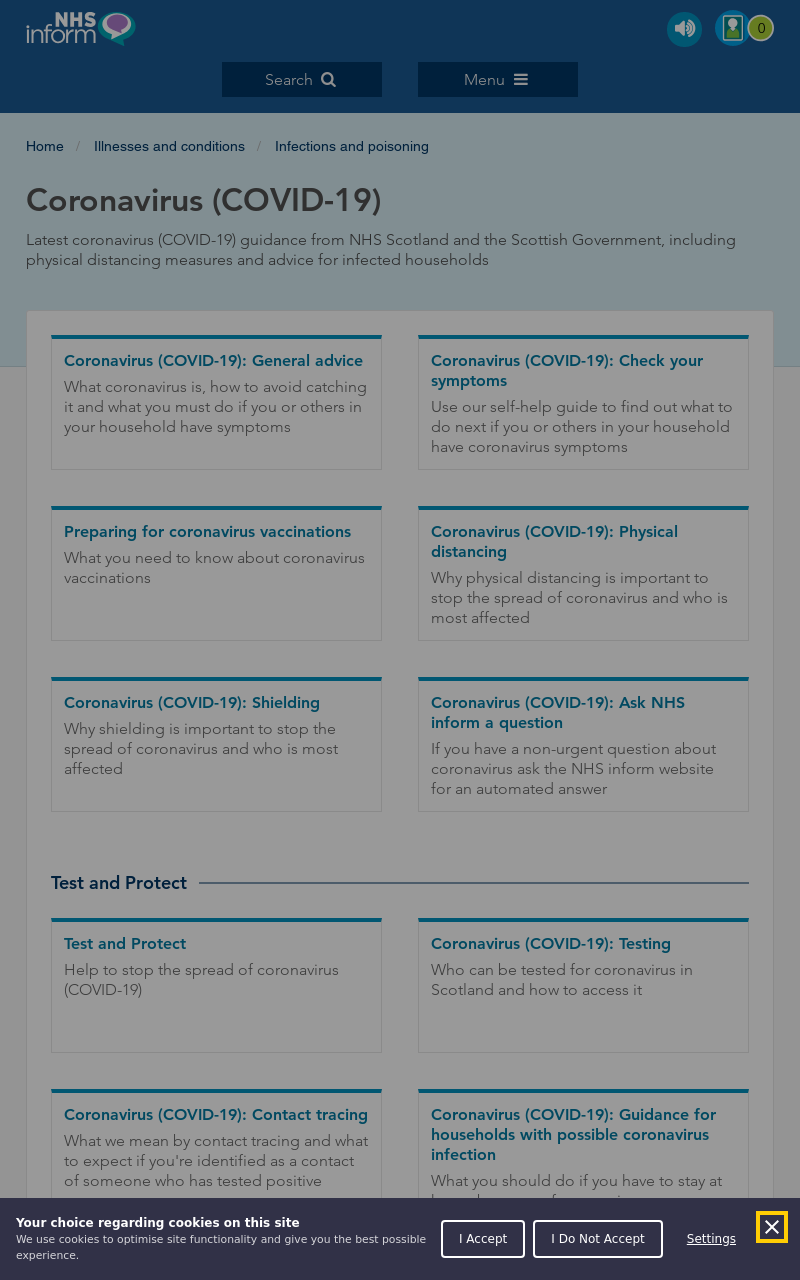 NHS
inform
0
Search
Menu
Home / Illnesses and conditions / Infections and poisoning
Coronavirus (COVID-19)
Latest coronavirus (COVID-19) guidance from NHS Scotland and the Scottish Government, including
physical distancing measures and advice for infected households
Coronavirus (COVID-19): General advice
What coronavirus is, how to avoid catching
it and what you must do if you or others in
your household have symptoms
Coronavirus (COVID-19): Check your
symptoms
Use our self-help guide to find out what to
do next if you or others in your household
have coronavirus symptoms
Preparing for coronavirus vaccinations
What you need to know about coronavirus
vaccinations
Coronavirus (COVID-19): Physical
distancing
Why physical distancing is important to
stop the spread of coronavirus and who is
most affected
Coronavirus (COVID-19): Shielding
Why shielding is important to stop the
spread of coronavirus and who is most
affected
Coronavirus (COVID-19): Ask NHS
inform a question
If you have a non-urgent question about
coronavirus ask the NHS inform website
for an automated answer
Test and Protect
Test and Protect
Help to stop the spread of coronavirus
(COVID-19)
Coronavirus (COVID-19): Testing
Who can be tested for coronavirus in
Scotland and how to access it
Coronavirus (COVID-19): Contact tracing
What we mean by contact tracing and what
to expect if you're identified as a contact
of someone who has tested positive
Coronavirus (COVID-19): Guidance for
households with possible coronavirus
infection
What you should do if you have to stay at
Your choice regarding cookies on this site
We use cookies to optimise site functionality and give you the best possible
experience.
I Accept
I Do Not Accept
Settings